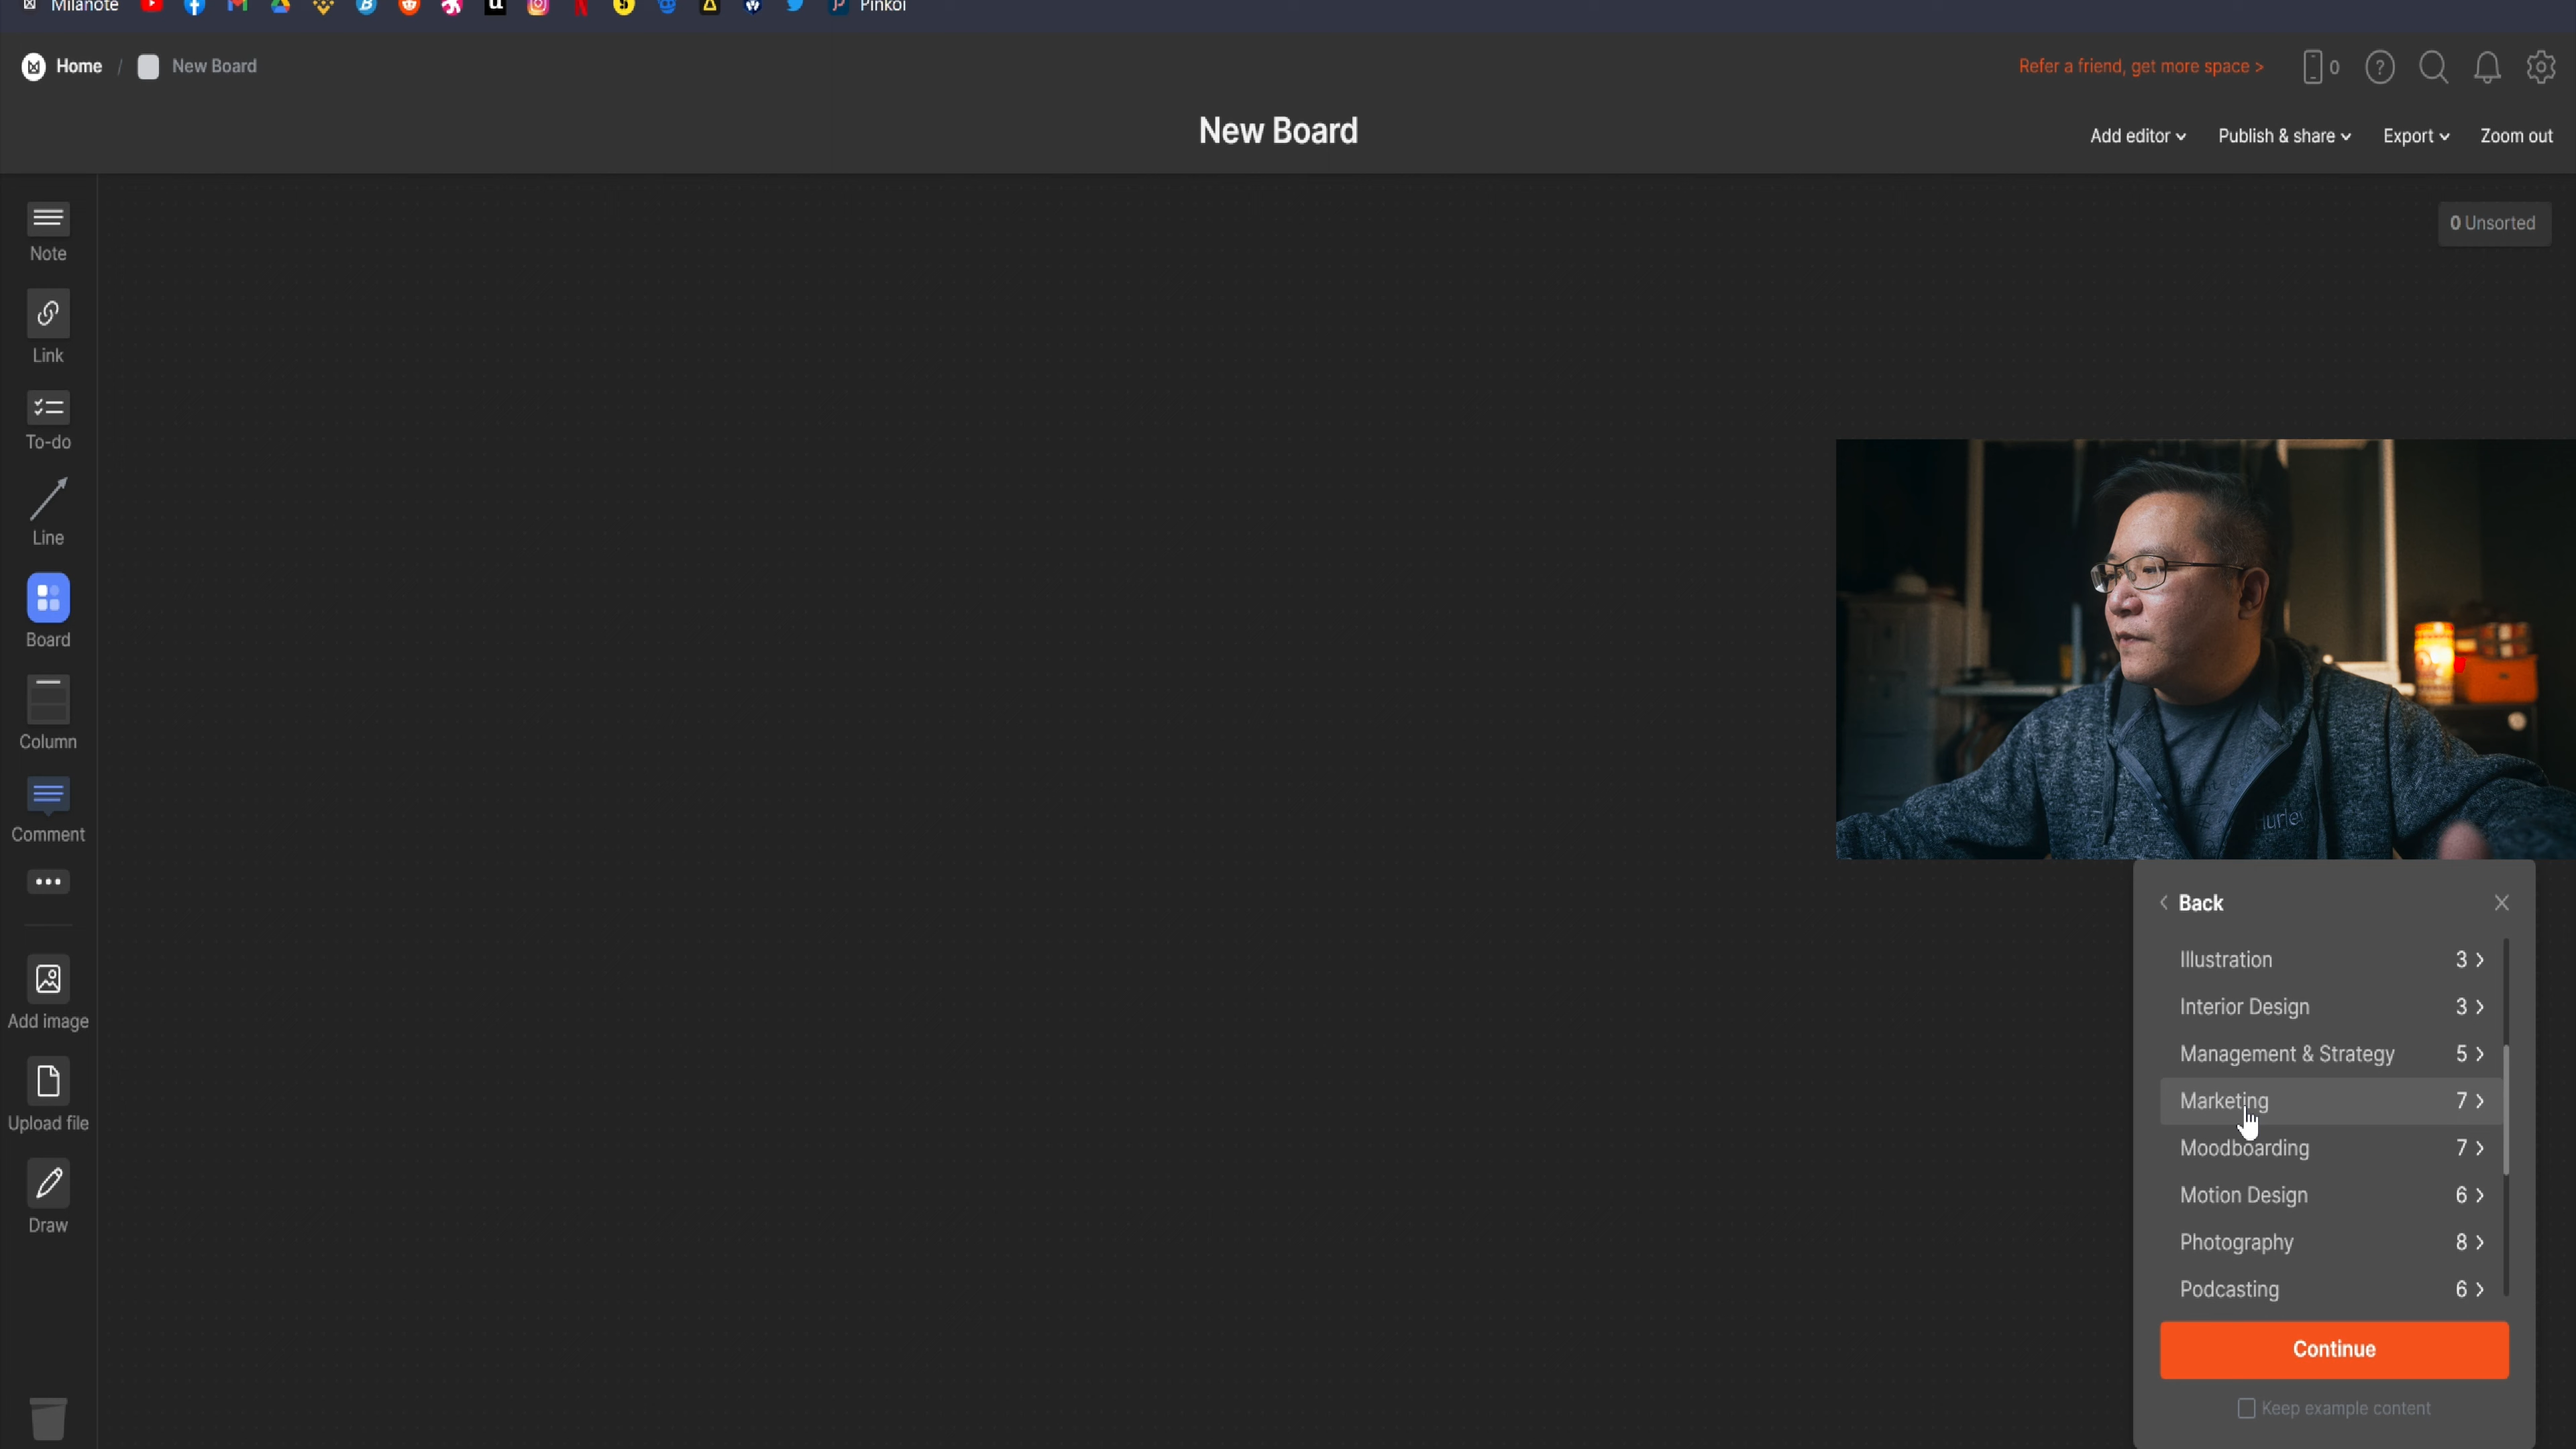 Milanote
Pinkoi
Home / New Board
Refer a friend, get more space >
0
?
New Board
Add editor
Publish & share
Export
Zoom out
0 Unsorted
Note
Link
To-do
Line
Board
Column
Comment
Add image
Upload file
Draw
Back
Illustration 3 >
Interior Design 3 >
Management & Strategy 5 >
Marketing 7 >
Moodboarding 7 >
Motion Design 6 >
Photography 8 >
Podcasting 6 >
Continue
Keep example content